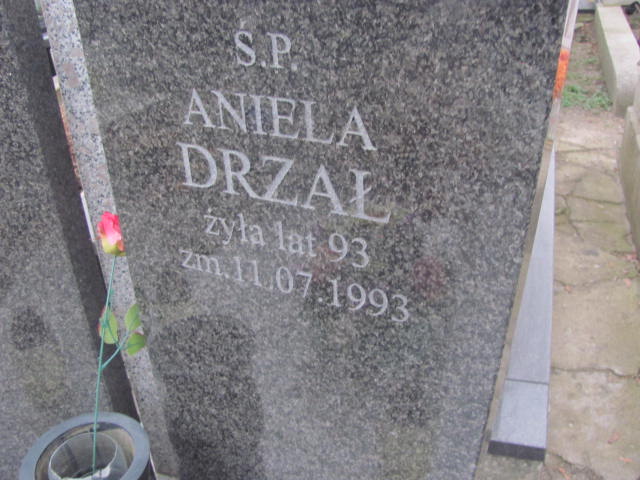 Ś.P.
ANIELA
DRZAŁ
żyła lat 93
zm.11.07.1993